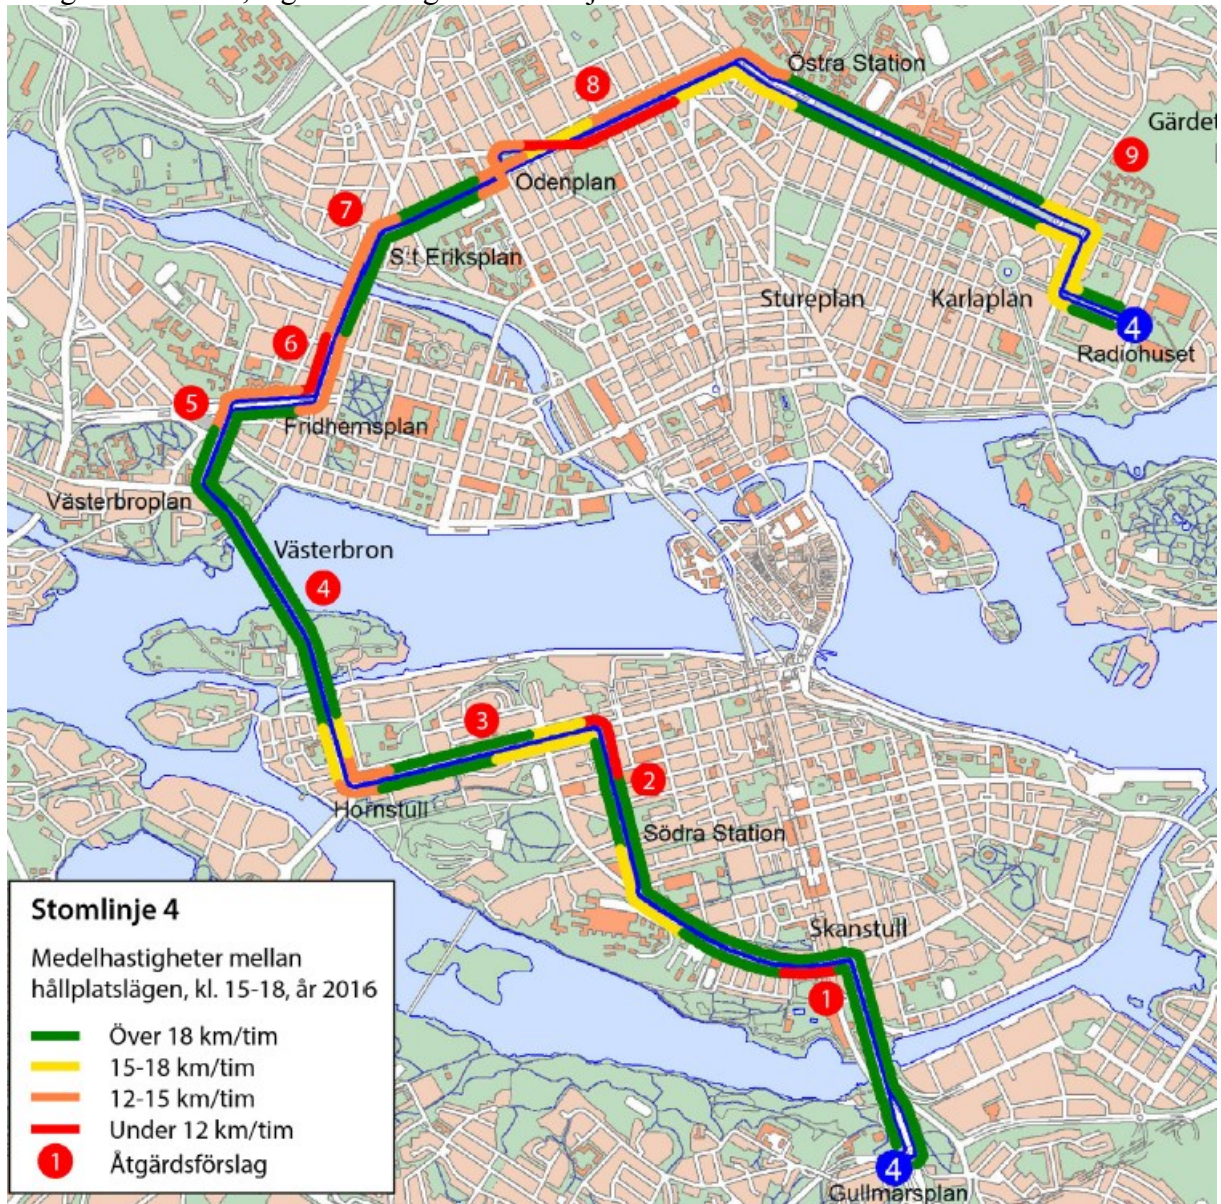 Östra Station
8
Gärdet
9
Odenplan
7
S:t Eriksplan
Stureplan
Karlaplan
4
Radiohuset
6
5
Fridhemsplan
Västerbroplan
Västerbron
4
3
2
Hornstull
Södra Station
Skanstull
1
4
Gullmarsplan
Stomlinje 4
Medelhastigheter mellan
hållplatslägen, kl. 15-18, år 2016
Över 18 km/tim
15-18 km/tim
12-15 km/tim
Under 12 km/tim
1 Åtgärdsförslag